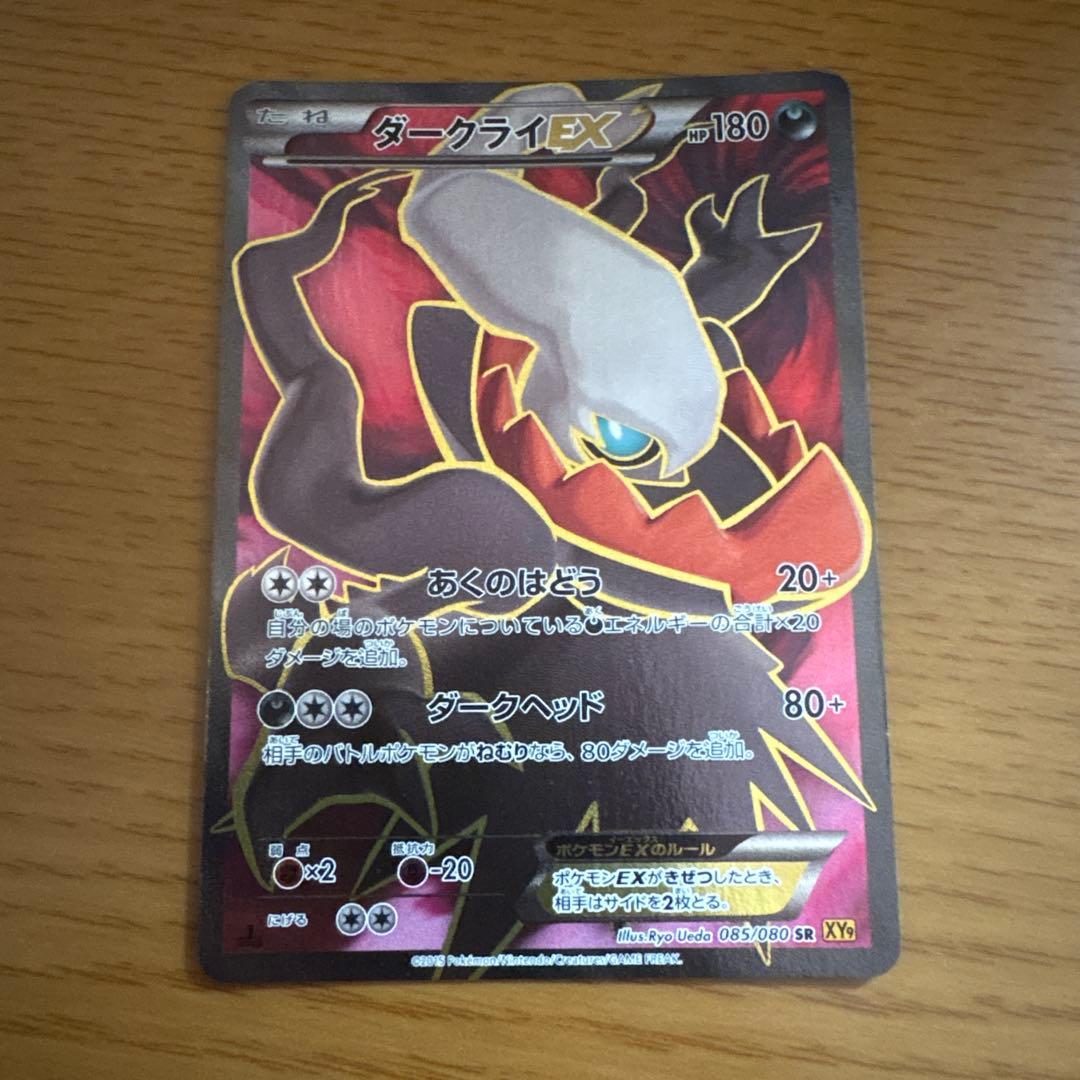 たね ダークライEX HP180
あくのはどう 20+
自分の場のポケモンについているエネルギーの合計×20
ダメージを追加。
ダークヘッド 80+
相手のバトルポケモンがねむりなら、80ダメージを追加。
弱点 抵抗力
×2 -20
にげる
ポケモンEXのルール
ポケモンEXがきぜつしたとき、
相手はサイドを2枚とる。
Illus.Ryo Ueda 085/080 SR XY9
©2015 Pokémon/Nintendo/Creatures/GAME FREAK.